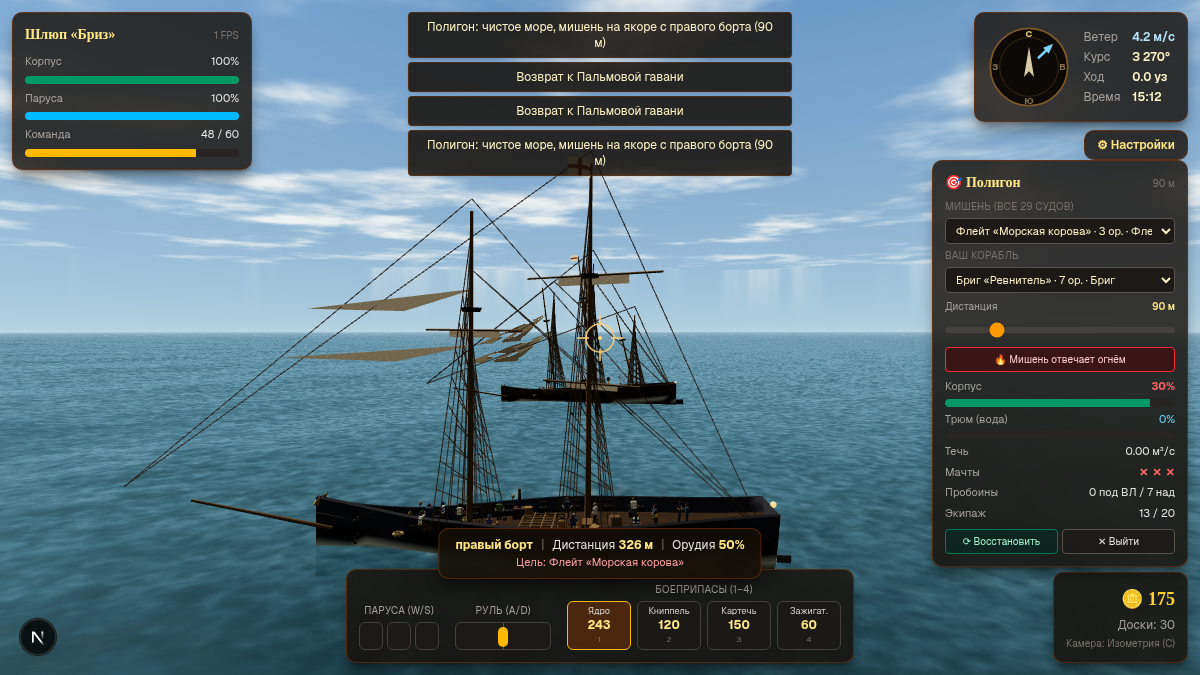 Шлюп «Бриз»
1 FPS
Корпус 100%
Паруса 100%
Команда 48 / 60
Полигон: чистое море, мишень на якоре с правого борта (90
м)
Возврат к Пальмовой гавани
Возврат к Пальмовой гавани
Полигон: чистое море, мишень на якоре с правого борта (90
м)
С
З В
Ю
Ветер 4.2 м/с
Курс З 270°
Ход 0.0 уз
Время 15:12
⚙ Настройки
🎯 Полигон 90 м
МИШЕНЬ (ВСЕ 29 СУДОВ)
Флейт «Морская корова» · 3 ор. · Фле
ВАШ КОРАБЛЬ
Бриг «Ревнитель» · 7 ор. · Бриг
Дистанция 90 м
🔥 Мишень отвечает огнём
Корпус 30%
Трюм (вода) 0%
Течь 0.00 м³/с
Мачты ✕ ✕ ✕
Пробоины 0 под ВЛ / 7 над
Экипаж 13 / 20
⟳ Восстановить ✕ Выйти
правый борт | Дистанция 326 м | Орудия 50%
Цель: Флейт «Морская корова»
БОЕПРИПАСЫ (1–4)
ПАРУСА (W/S) РУЛЬ (A/D)
Ядро Книппель Картечь Зажигат.
243 120 150 60
1 2 3 4
175
Доски: 30
Камера: Изометрия (C)
N